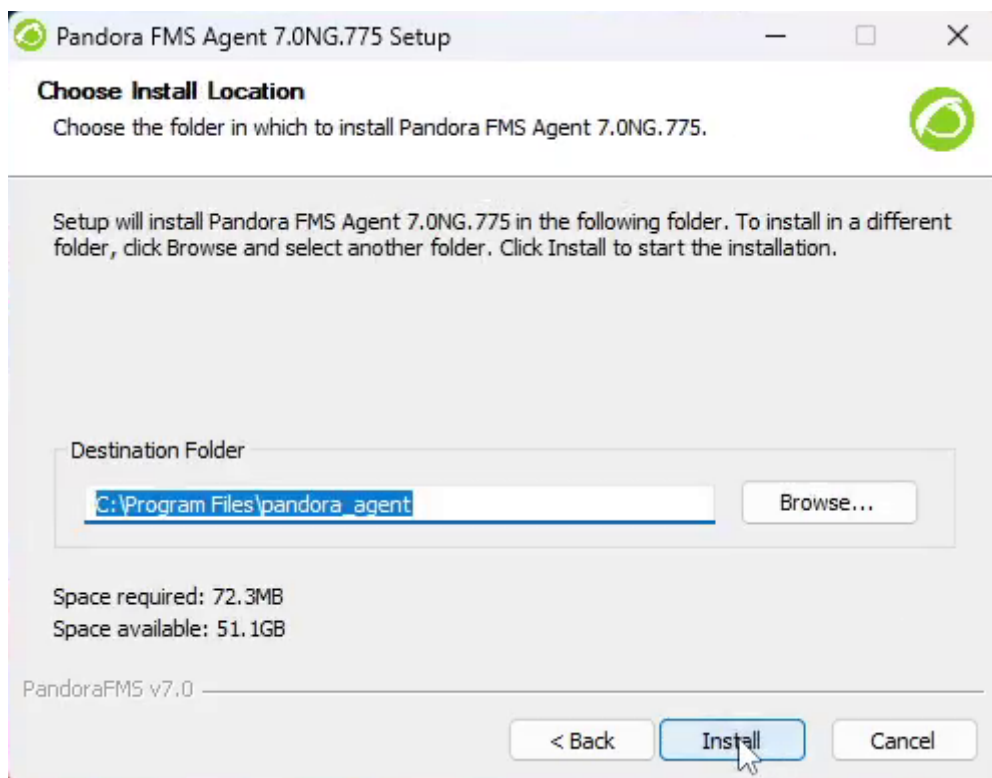 Pandora FMS Agent 7.0NG.775 Setup
Choose Install Location
Choose the folder in which to install Pandora FMS Agent 7.0NG.775.
Setup will install Pandora FMS Agent 7.0NG.775 in the following folder. To install in a different
folder, click Browse and select another folder. Click Install to start the installation.
Destination Folder
C:\Program Files\pandora_agent
Browse...
Space required: 72.3MB
Space available: 51.1GB
PandoraFMS v7.0
< Back
Install
Cancel